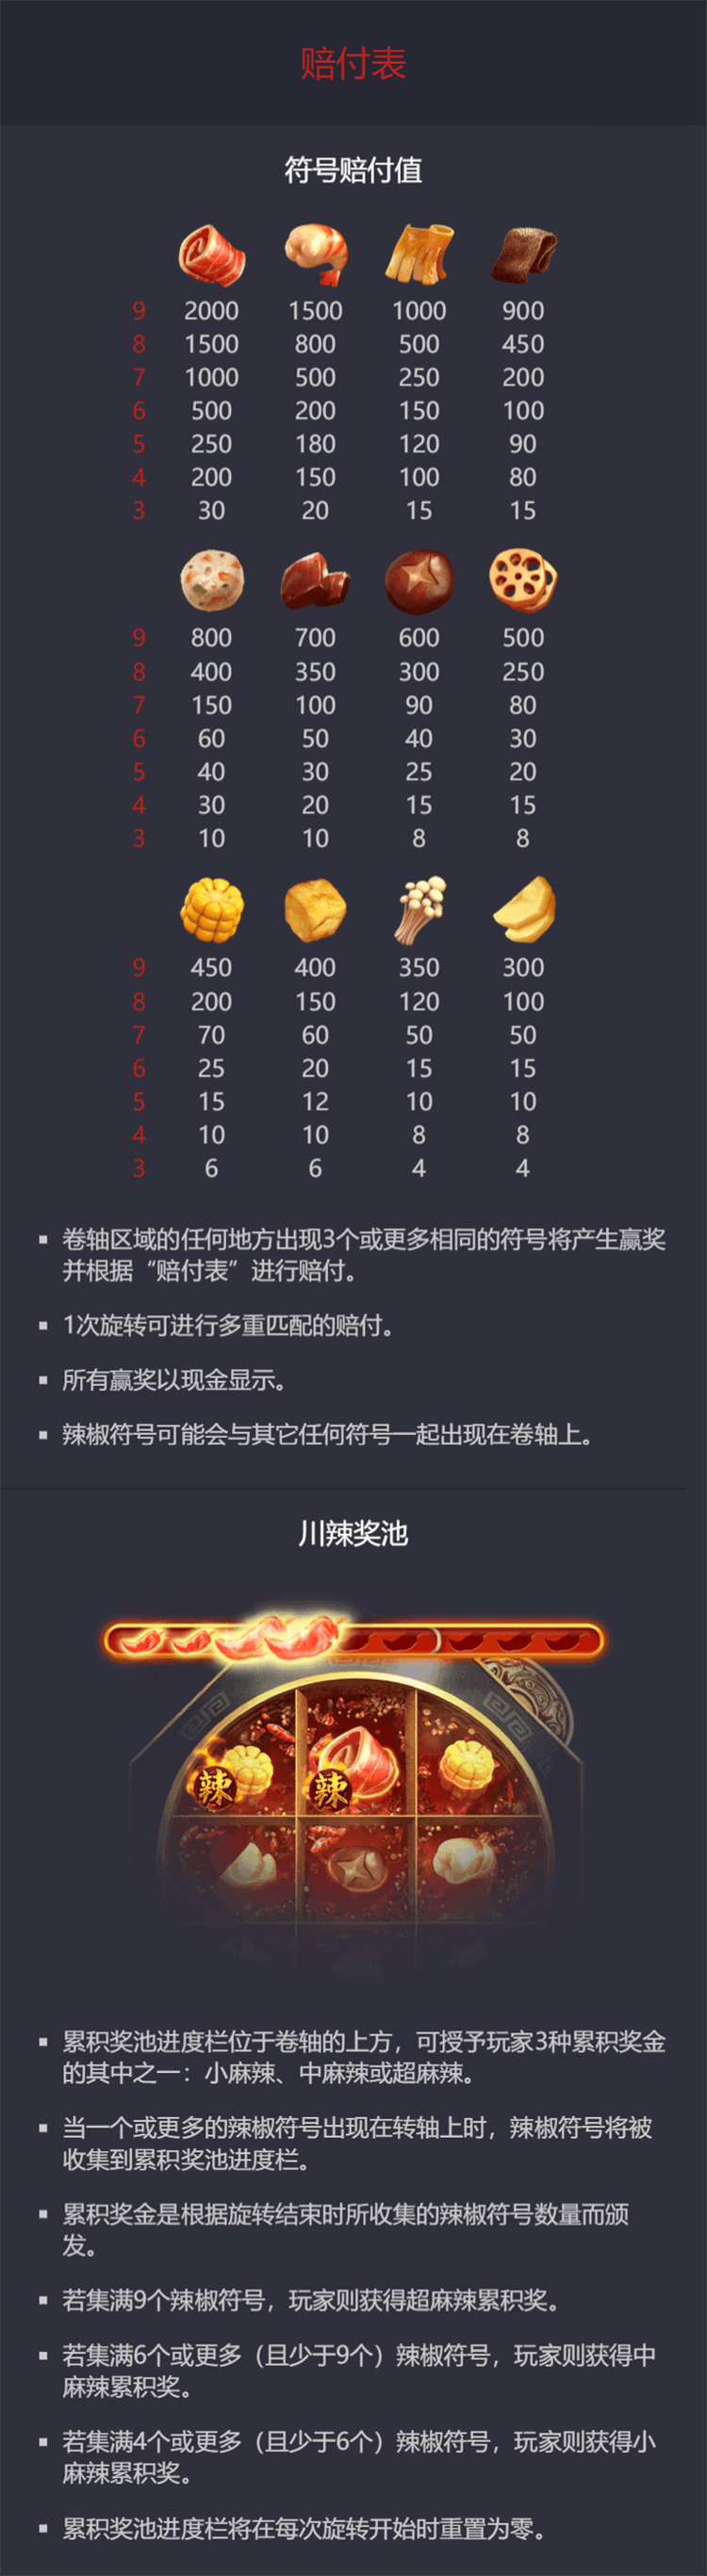 赔付表
符号赔付值
9 2000 1500 1000 900
8 1500 800 500 450
7 1000 500 250 200
6 500 200 150 100
5 250 180 120 90
4 200 150 100 80
3 30 20 15 15
9 800 700 600 500
8 400 350 300 250
7 150 100 90 80
6 60 50 40 30
5 40 30 25 20
4 30 20 15 15
3 10 10 8 8
9 450 400 350 300
8 200 150 120 100
7 70 60 50 50
6 25 20 15 15
5 15 12 10 10
4 10 10 8 8
3 6 6 4 4
▪ 卷轴区域的任何地方出现3个或更多相同的符号将产生赢奖
并根据“赔付表”进行赔付。
▪ 1次旋转可进行多重匹配的赔付。
▪ 所有赢奖以现金显示。
▪ 辣椒符号可能会与其它任何符号一起出现在卷轴上。
川辣奖池
辣 辣
▪ 累积奖池进度栏位于卷轴的上方，可授予玩家3种累积奖金
的其中之一：小麻辣、中麻辣或超麻辣。
▪ 当一个或更多的辣椒符号出现在转轴上时，辣椒符号将被
收集到累积奖池进度栏。
▪ 累积奖金是根据旋转结束时所收集的辣椒符号数量而颁
发。
▪ 若集满9个辣椒符号，玩家则获得超麻辣累积奖。
▪ 若集满6个或更多（且少于9个）辣椒符号，玩家则获得中
麻辣累积奖。
▪ 若集满4个或更多（且少于6个）辣椒符号，玩家则获得小
麻辣累积奖。
▪ 累积奖池进度栏将在每次旋转开始时重置为零。